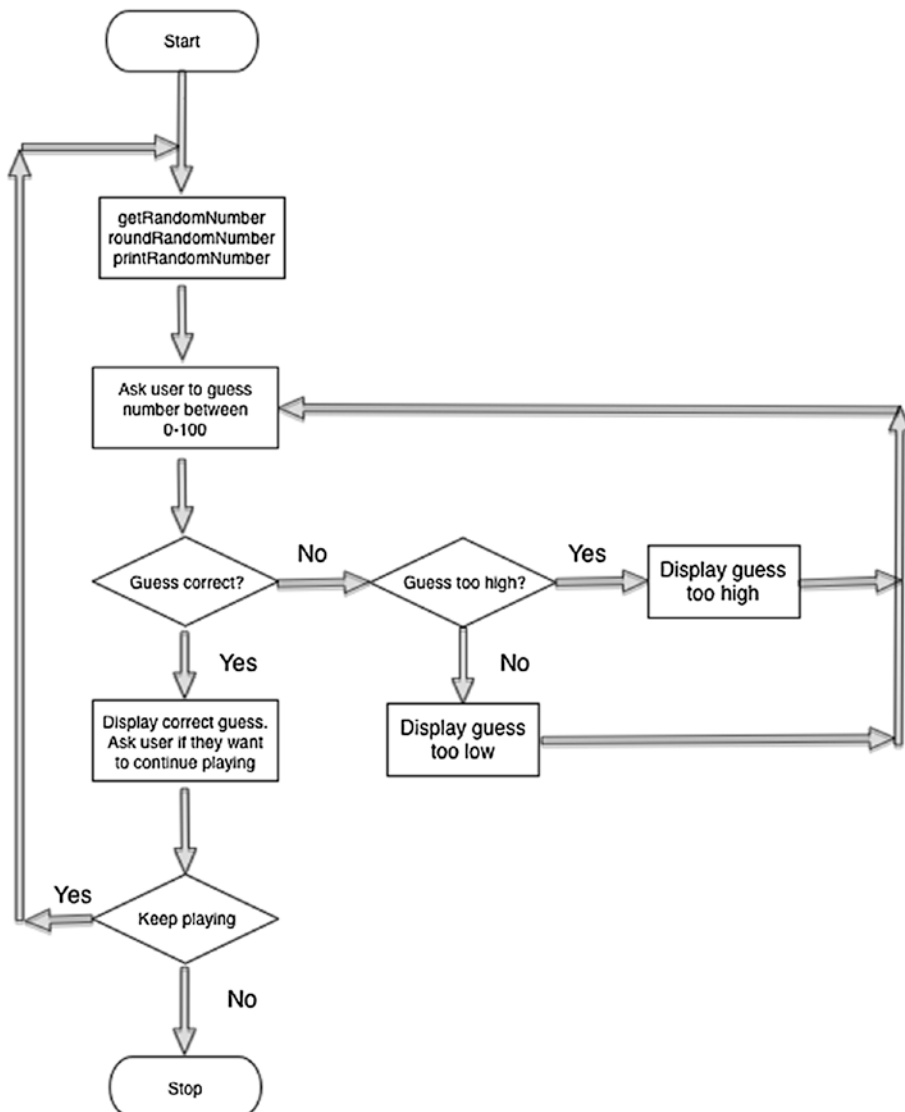 Start
getRandomNumber
roundRandomNumber
printRandomNumber
Ask user to guess
number between
0-100
Guess correct?
No
Guess too high?
Yes
Display guess
too high
Yes
No
Display correct guess.
Ask user if they want
to continue playing
Display guess
too low
Yes
Keep playing
No
Stop